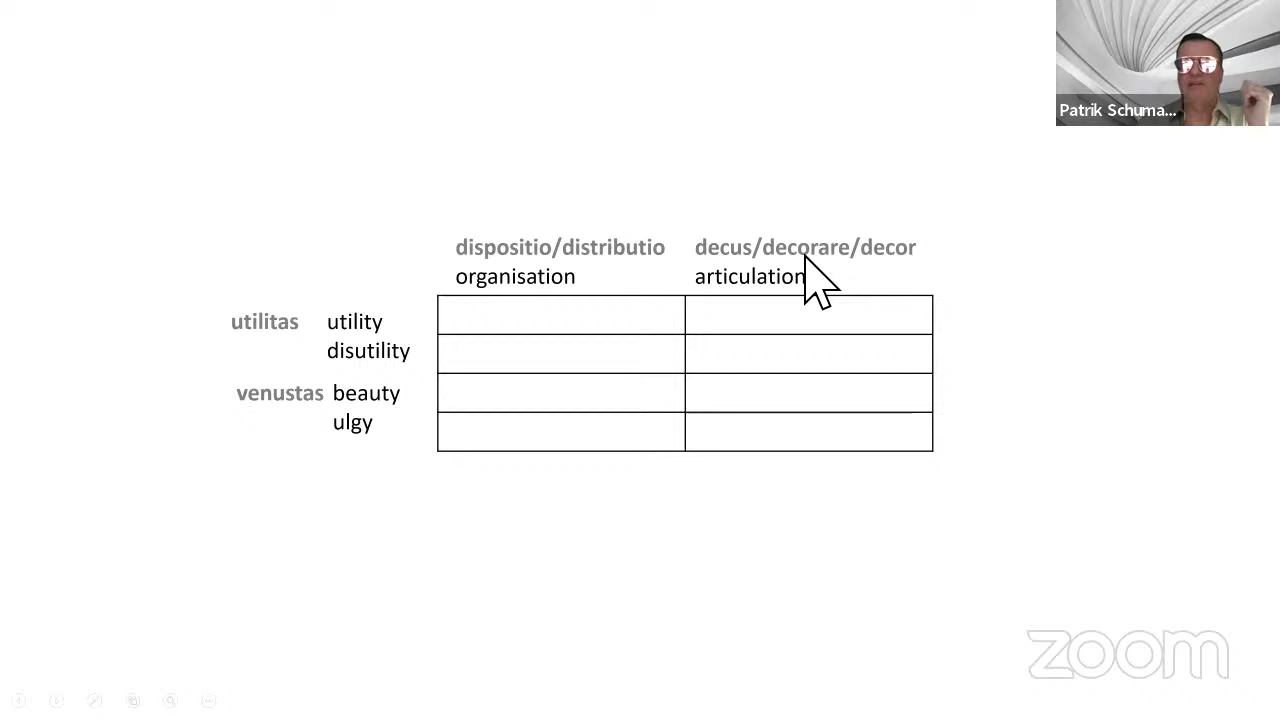 Patrik Schuma...
dispositio/distributio decus/decorare/decor
organisation articulation
utilitas utility
disutility
venustas beauty
ulgy
zoom